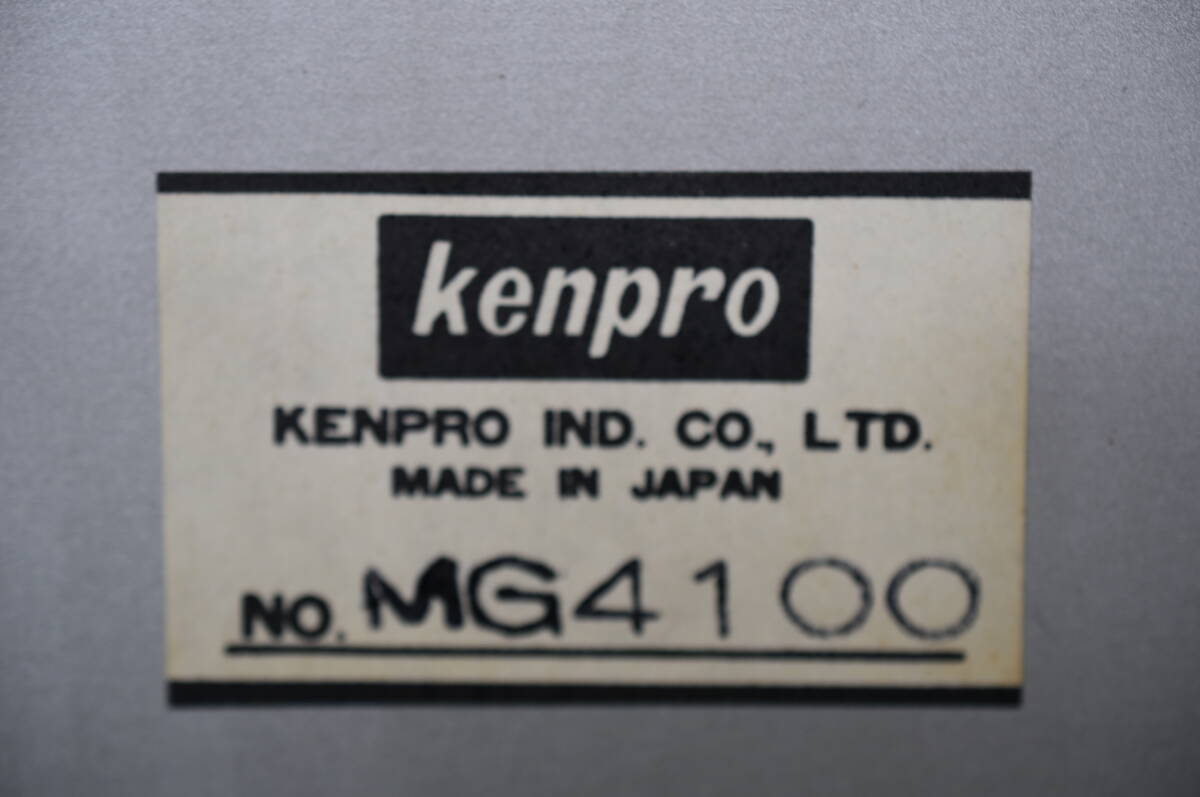 kenpro
KENPRO IND. CO., LTD.
MADE IN JAPAN
NO. MG4100